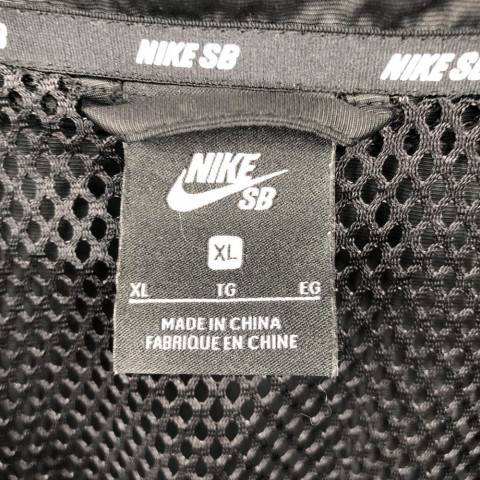 B NIKE SB NIKE SB
NIKE
SB
XL
XL TG EG
MADE IN CHINA
FABRIQUE EN CHINE